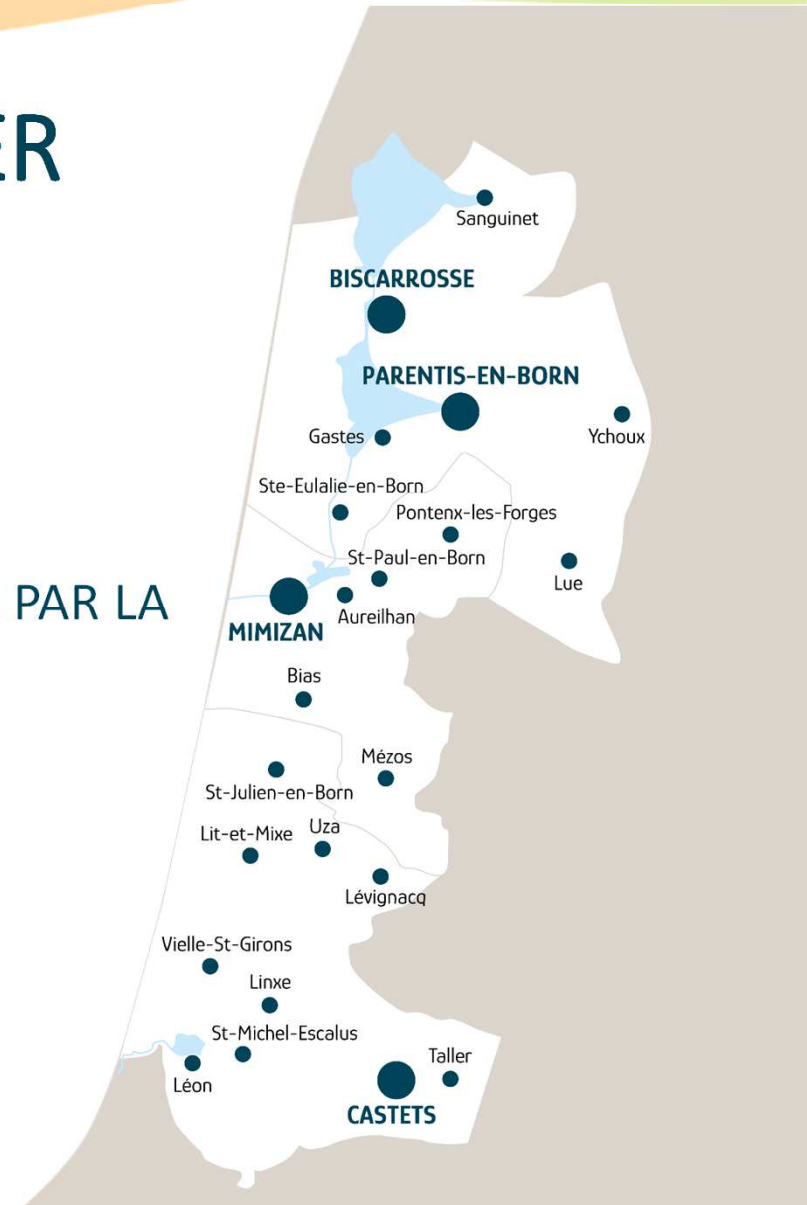 ER
Sanguinet
BISCARROSSE
PARENTIS-EN-BORN
Gastes
Ychoux
Ste-Eulalie-en-Born
Pontenx-les-Forges
St-Paul-en-Born
Lue
PAR LA
Aureilhan
MIMIZAN
Bias
Mézos
St-Julien-en-Born
Lit-et-Mixe
Uza
Lévignacq
Vielle-St-Girons
Linxe
St-Michel-Escalus
Léon
Taller
CASTETS